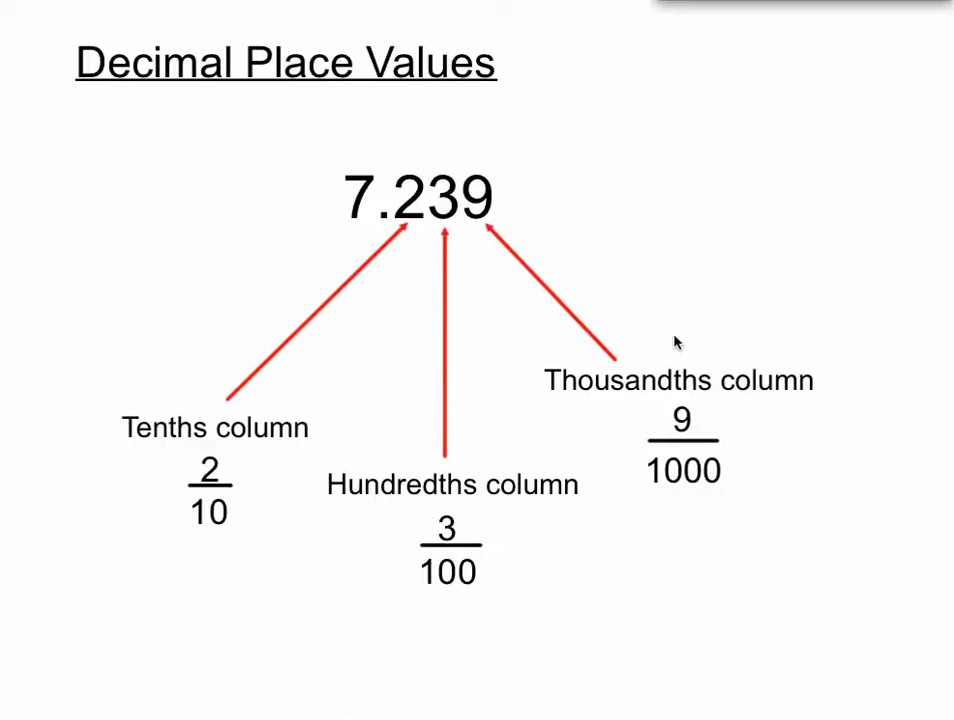 Decimal Place Values
7.239
Tenths column
2
10
Hundredths column
3
100
Thousandths column
9
1000